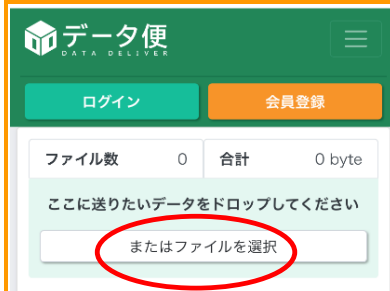 データ便
DATA DELIVER
ログイン 会員登録
ファイル数 0 合計 0 byte
ここに送りたいデータをドロップしてください
またはファイルを選択